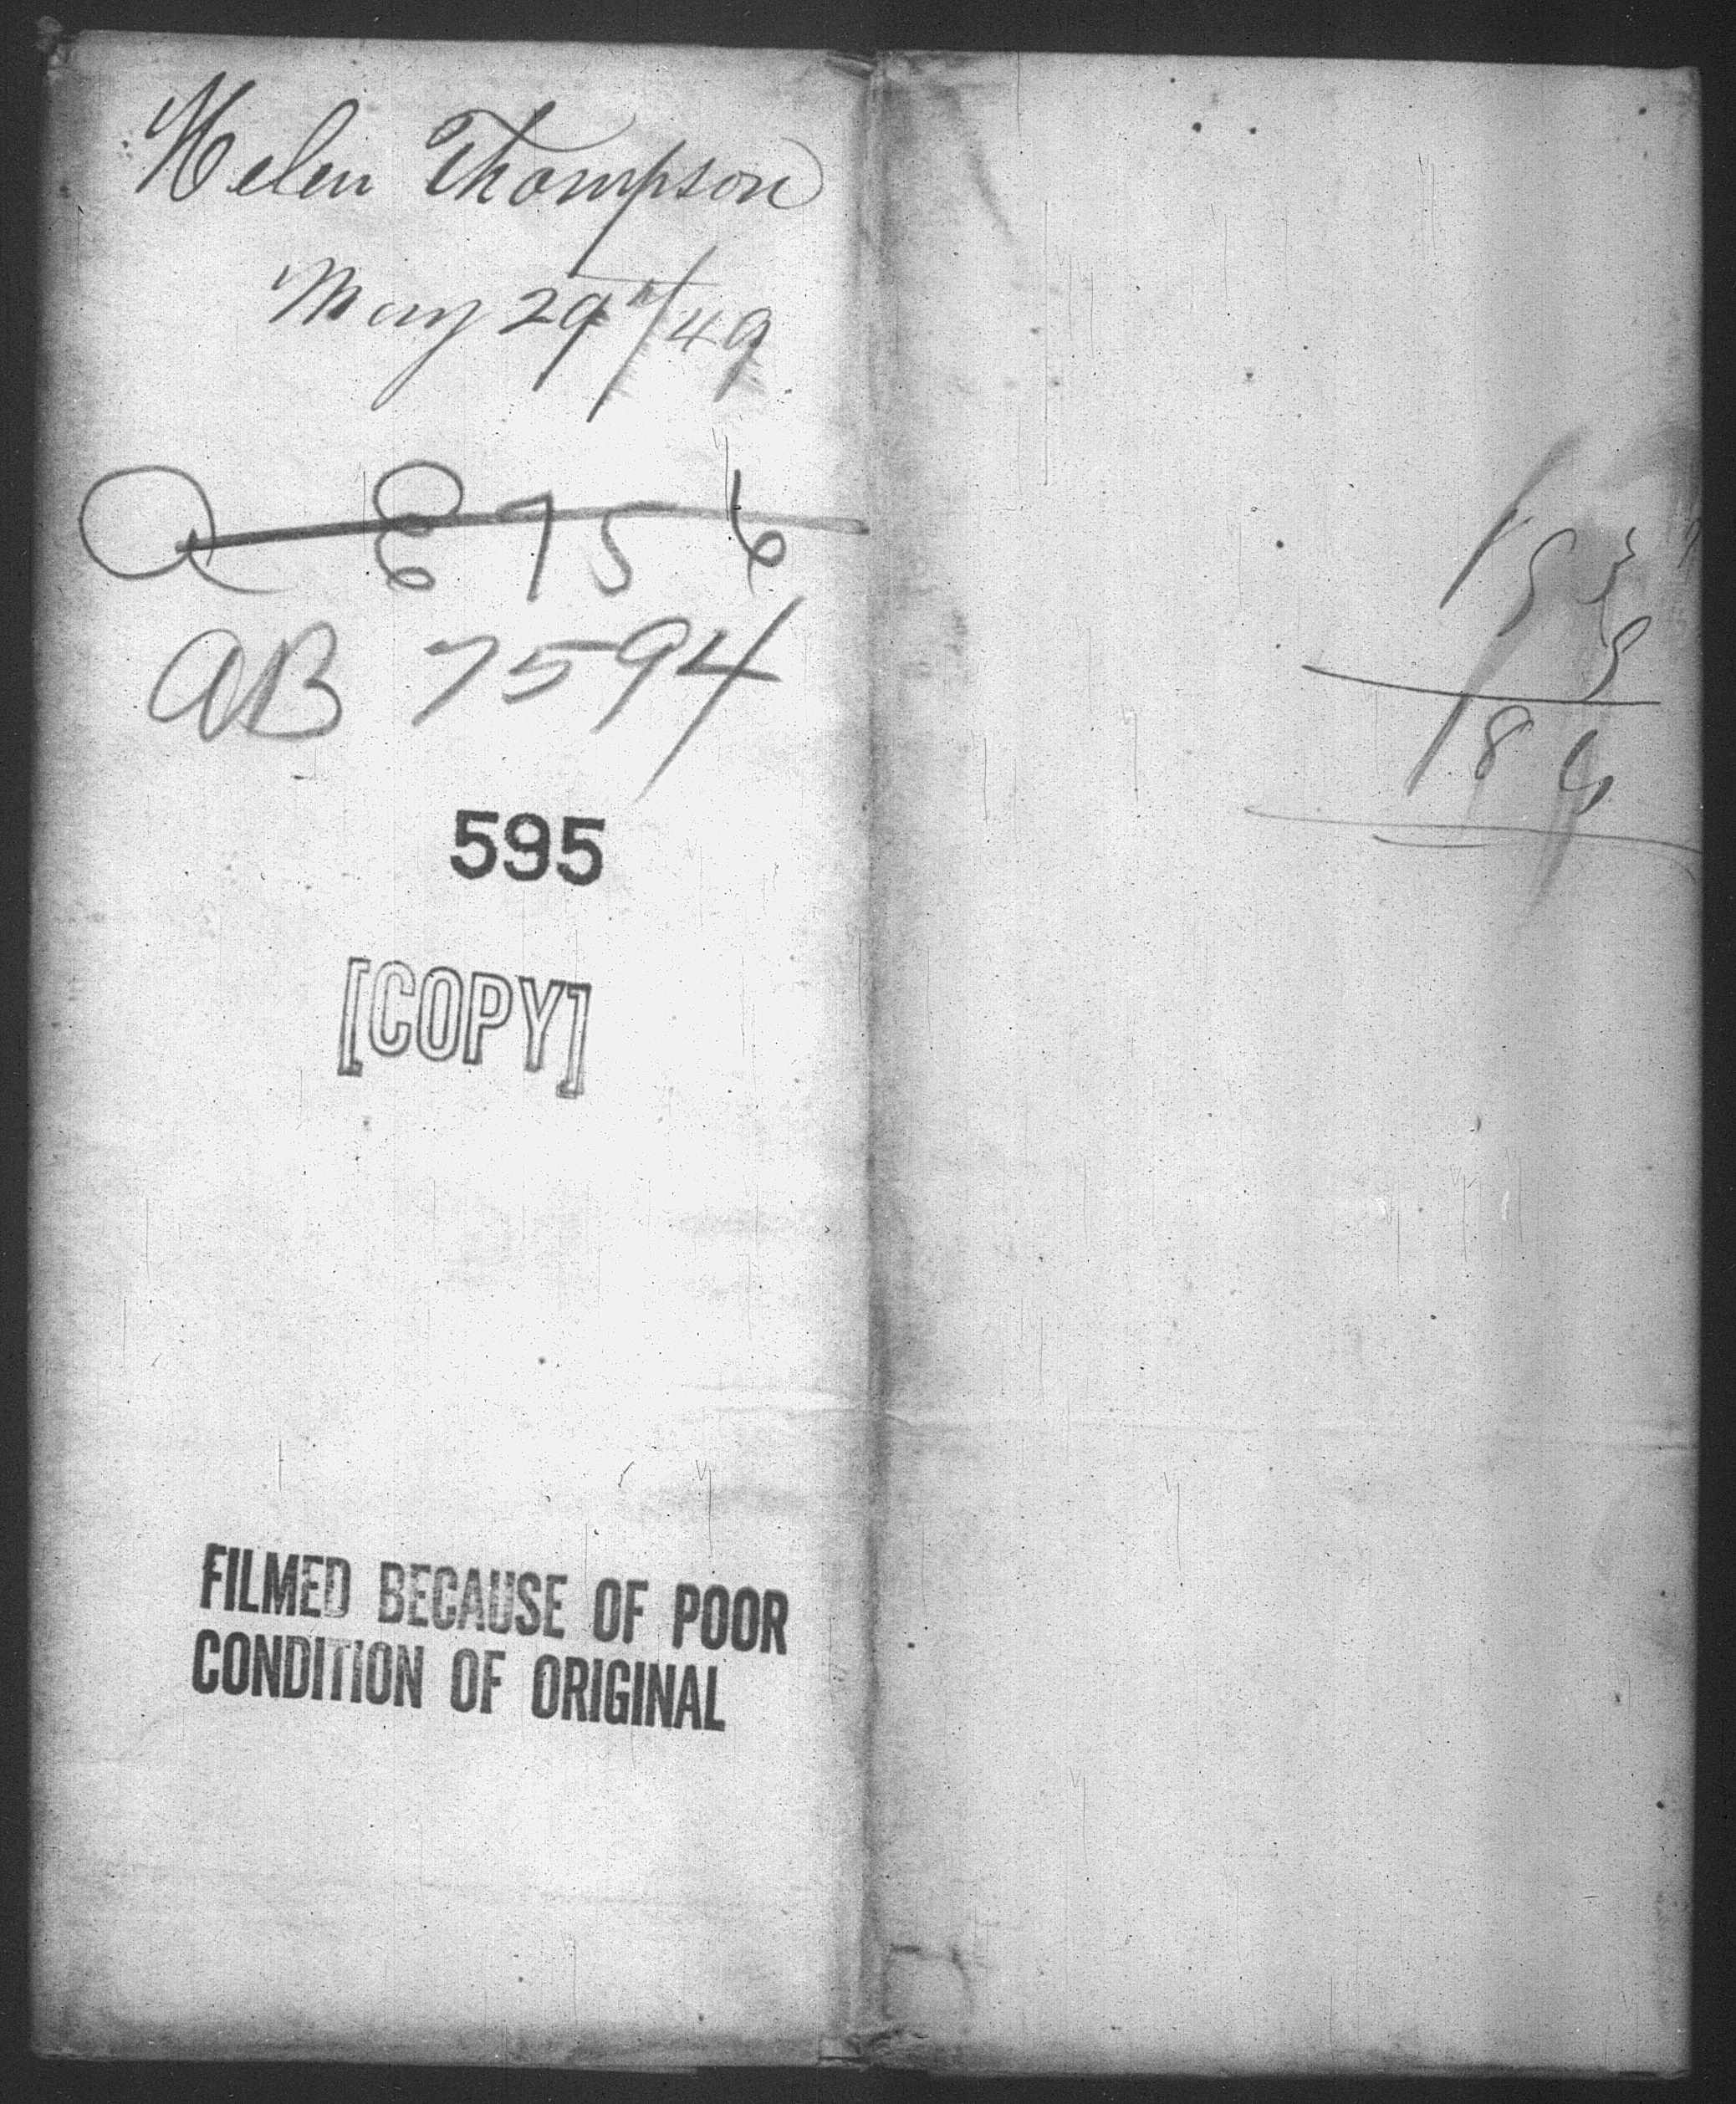 Helen Thompson
May 29th/49
Q 8756
AB 7594
595
[COPY]
FILMED BECAUSE OF POOR
CONDITION OF ORIGINAL